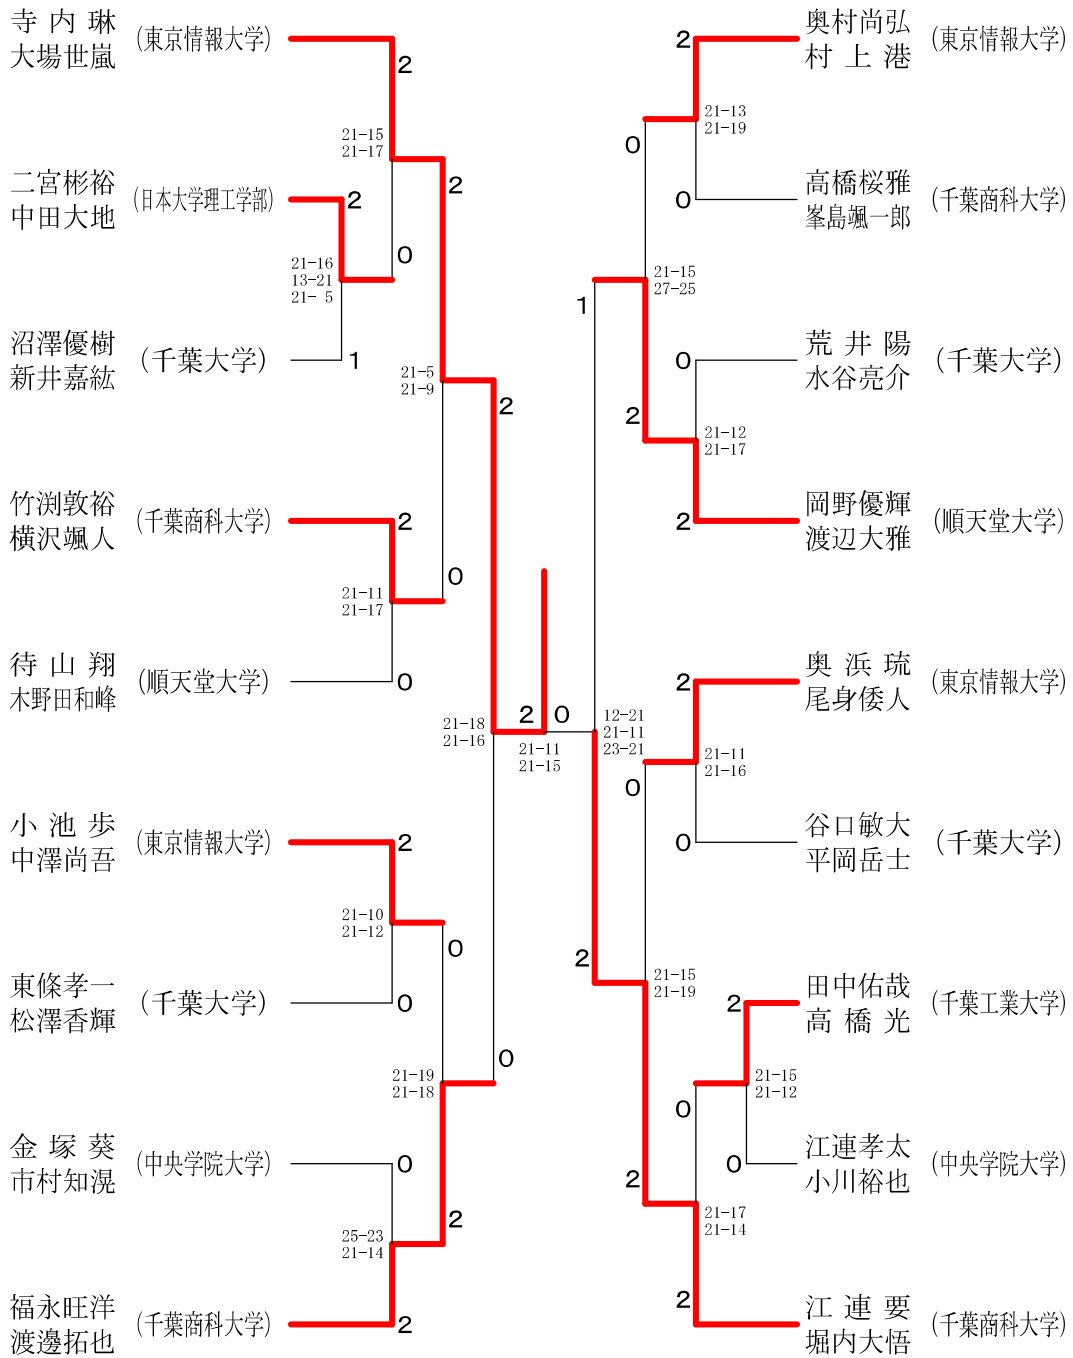 寺内琳
大場世嵐
(東京情報大学)
2
21-15
21-17
二宮彬裕
中田大地
(日本大学理工学部)
2
2
0
21-16
13-21
21- 5
沼澤優樹
新井嘉紘
(千葉大学)
1
21-5
21-9
2
竹渕敦裕
横沢颯人
(千葉商科大学)
2
0
21-11
21-17
待山翔
木野田和峰
(順天堂大学)
0
21-18
21-16
2
0
21-11
21-15
小池歩
中澤尚吾
(東京情報大学)
2
21-10
21-12
0
東條孝一
松澤香輝
(千葉大学)
0
0
21-19
21-18
金塚葵
市村知滉
(中央学院大学)
0
2
25-23
21-14
福永旺洋
渡邊拓也
(千葉商科大学)
2
奥村尚弘
村上港
(東京情報大学)
2
21-13
21-19
0
高橋桜雅
峯島颯一郎
(千葉商科大学)
0
21-15
27-25
1
荒井陽
水谷亮介
(千葉大学)
0
2
21-12
21-17
岡野優輝
渡辺大雅
(順天堂大学)
2
奥浜琉
尾身倭人
(東京情報大学)
2
12-21
21-11
23-21
21-11
21-16
0
谷口敏大
平岡岳士
(千葉大学)
0
2
21-15
21-19
田中佑哉
高橋光
(千葉工業大学)
2
21-15
21-12
0
江連孝太
小川裕也
(中央学院大学)
0
2
21-17
21-14
江連要
堀内大悟
(千葉商科大学)
2